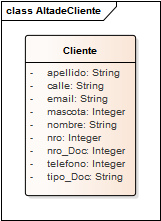 class AltadeCliente
Cliente
- apellido: String
- calle: String
- email: String
- mascota: Integer
- nombre: String
- nro: Integer
- nro_Doc: Integer
- telefono: Integer
- tipo_Doc: String